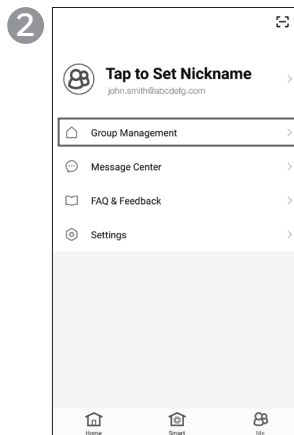 2
Tap to Set Nickname
john.smith@abcdefg.com
Group Management
Message Center
FAQ & Feedback
Settings
Home Smart Me